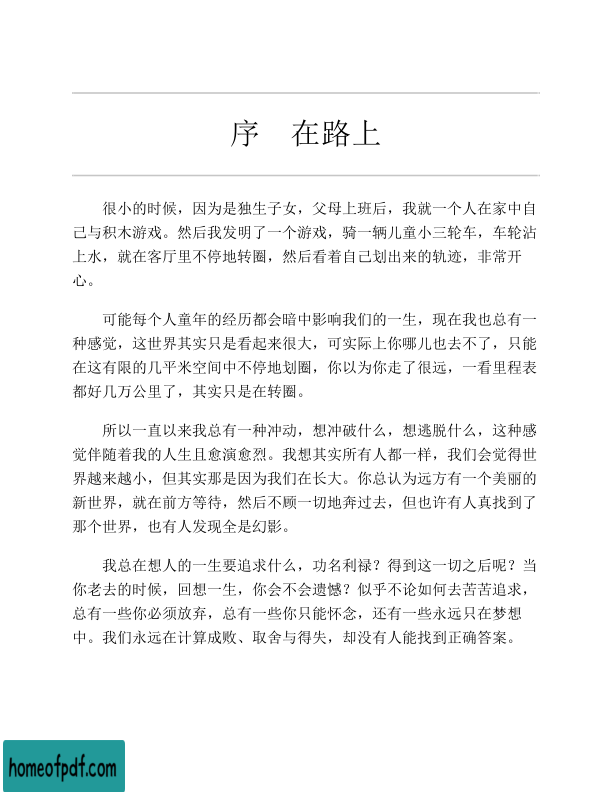 序　在路上
很小的时候，因为是独生子女，父母上班后，我就一个人在家中自
己与积木游戏。然后我发明了一个游戏，骑一辆儿童小三轮车，车轮沾
上水，就在客厅里不停地转圈，然后看着自己划出来的轨迹，非常开
心。
可能每个人童年的经历都会暗中影响我们的一生，现在我也总有一
种感觉，这世界其实只是看起来很大，可实际上你哪儿也去不了，只能
在这有限的几平米空间中不停地划圈，你以为你走了很远，一看里程表
都好几万公里了，其实只是在转圈。
所以一直以来我总有一种冲动，想冲破什么，想逃脱什么，这种感
觉伴随着我的人生且愈演愈烈。我想其实所有人都一样，我们会觉得世
界越来越小，但其实那是因为我们在长大。你总认为远方有一个美丽的
新世界，就在前方等待，然后不顾一切地奔过去，但也许有人真找到了
那个世界，也有人发现全是幻影。
我总在想人的一生要追求什么，功名利禄？得到这一切之后呢？当
你老去的时候，回想一生，你会不会遗憾？似乎不论如何去苦苦追求，
总有一些你必须放弃，总有一些你只能怀念，还有一些永远只在梦想
中。我们永远在计算成败、取舍与得失，却没有人能找到正确答案。
homeofpdf.com